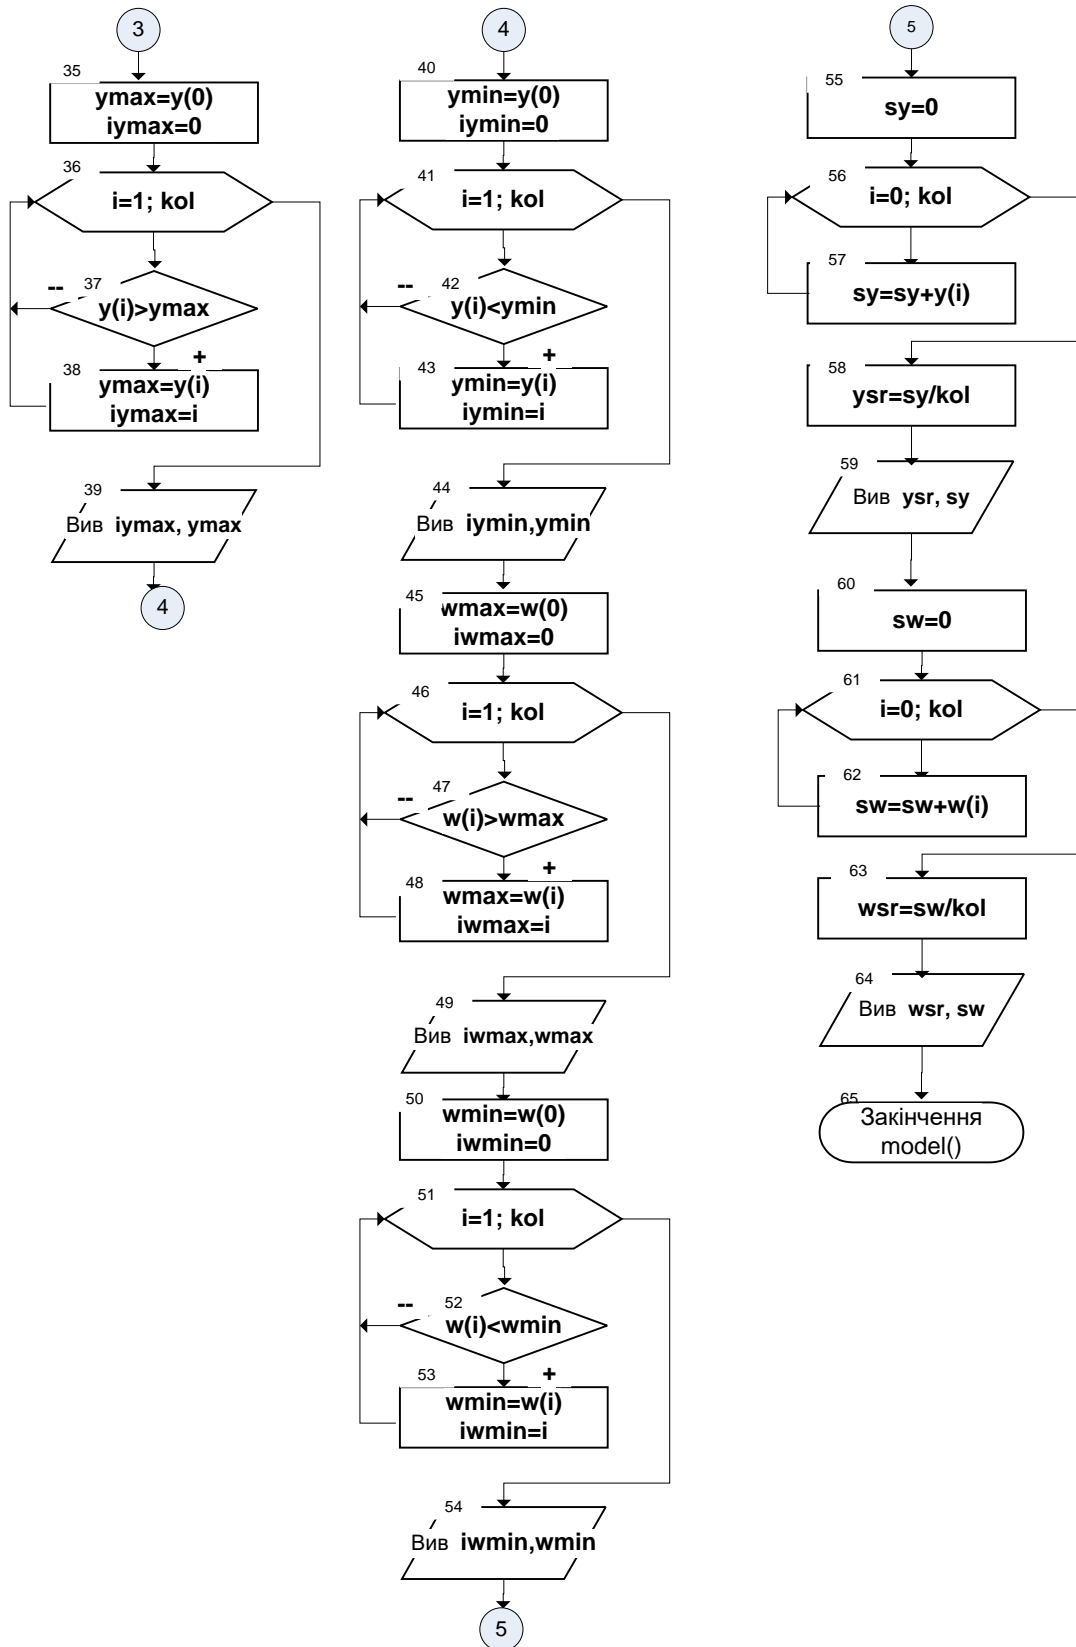 3
35
ymax=y(0)
iymax=0
36
i=1; kol
--
37
y(i)>ymax
+
38
ymax=y(i)
iymax=i
39
Вив iymax, ymax
4
4
40
ymin=y(0)
iymin=0
41
i=1; kol
--
42
y(i)<ymin
+
43
ymin=y(i)
iymin=i
44
Вив iymin,ymin
45
wmax=w(0)
iwmax=0
46
i=1; kol
--
47
w(i)>wmax
+
48
wmax=w(i)
iwmax=i
49
Вив iwmax,wmax
50
wmin=w(0)
iwmin=0
51
i=1; kol
--
52
w(i)<wmin
+
53
wmin=w(i)
iwmin=i
54
Вив iwmin,wmin
5
5
55
sy=0
56
i=0; kol
57
sy=sy+y(i)
58
ysr=sy/kol
59
Вив ysr, sy
60
sw=0
61
i=0; kol
62
sw=sw+w(i)
63
wsr=sw/kol
64
Вив wsr, sw
65
Закінчення
model()